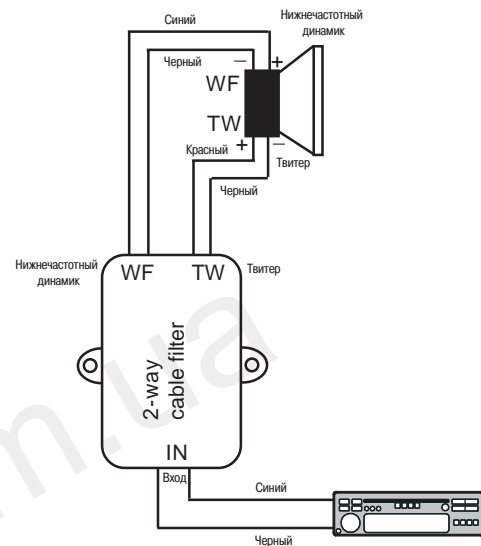 Синий
Нижнечастотный
динамик
Черный
− +
WF
TW
Красный + −
Твитер
Черный
Нижнечастотный
динамик
WF TW
Твитер
2-way
cable filter
IN
Вход
Синий
Черный
m.ua